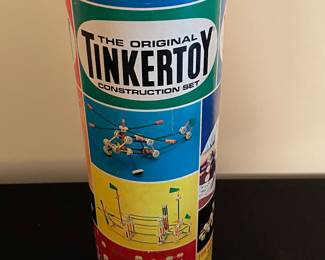 THE ORIGINAL
TINKERTOY
CONSTRUCTION SET